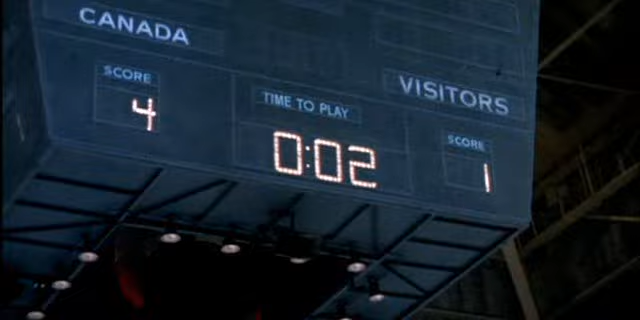 CANADA
VISITORS
SCORE
4
TIME TO PLAY
0:02
SCORE
1